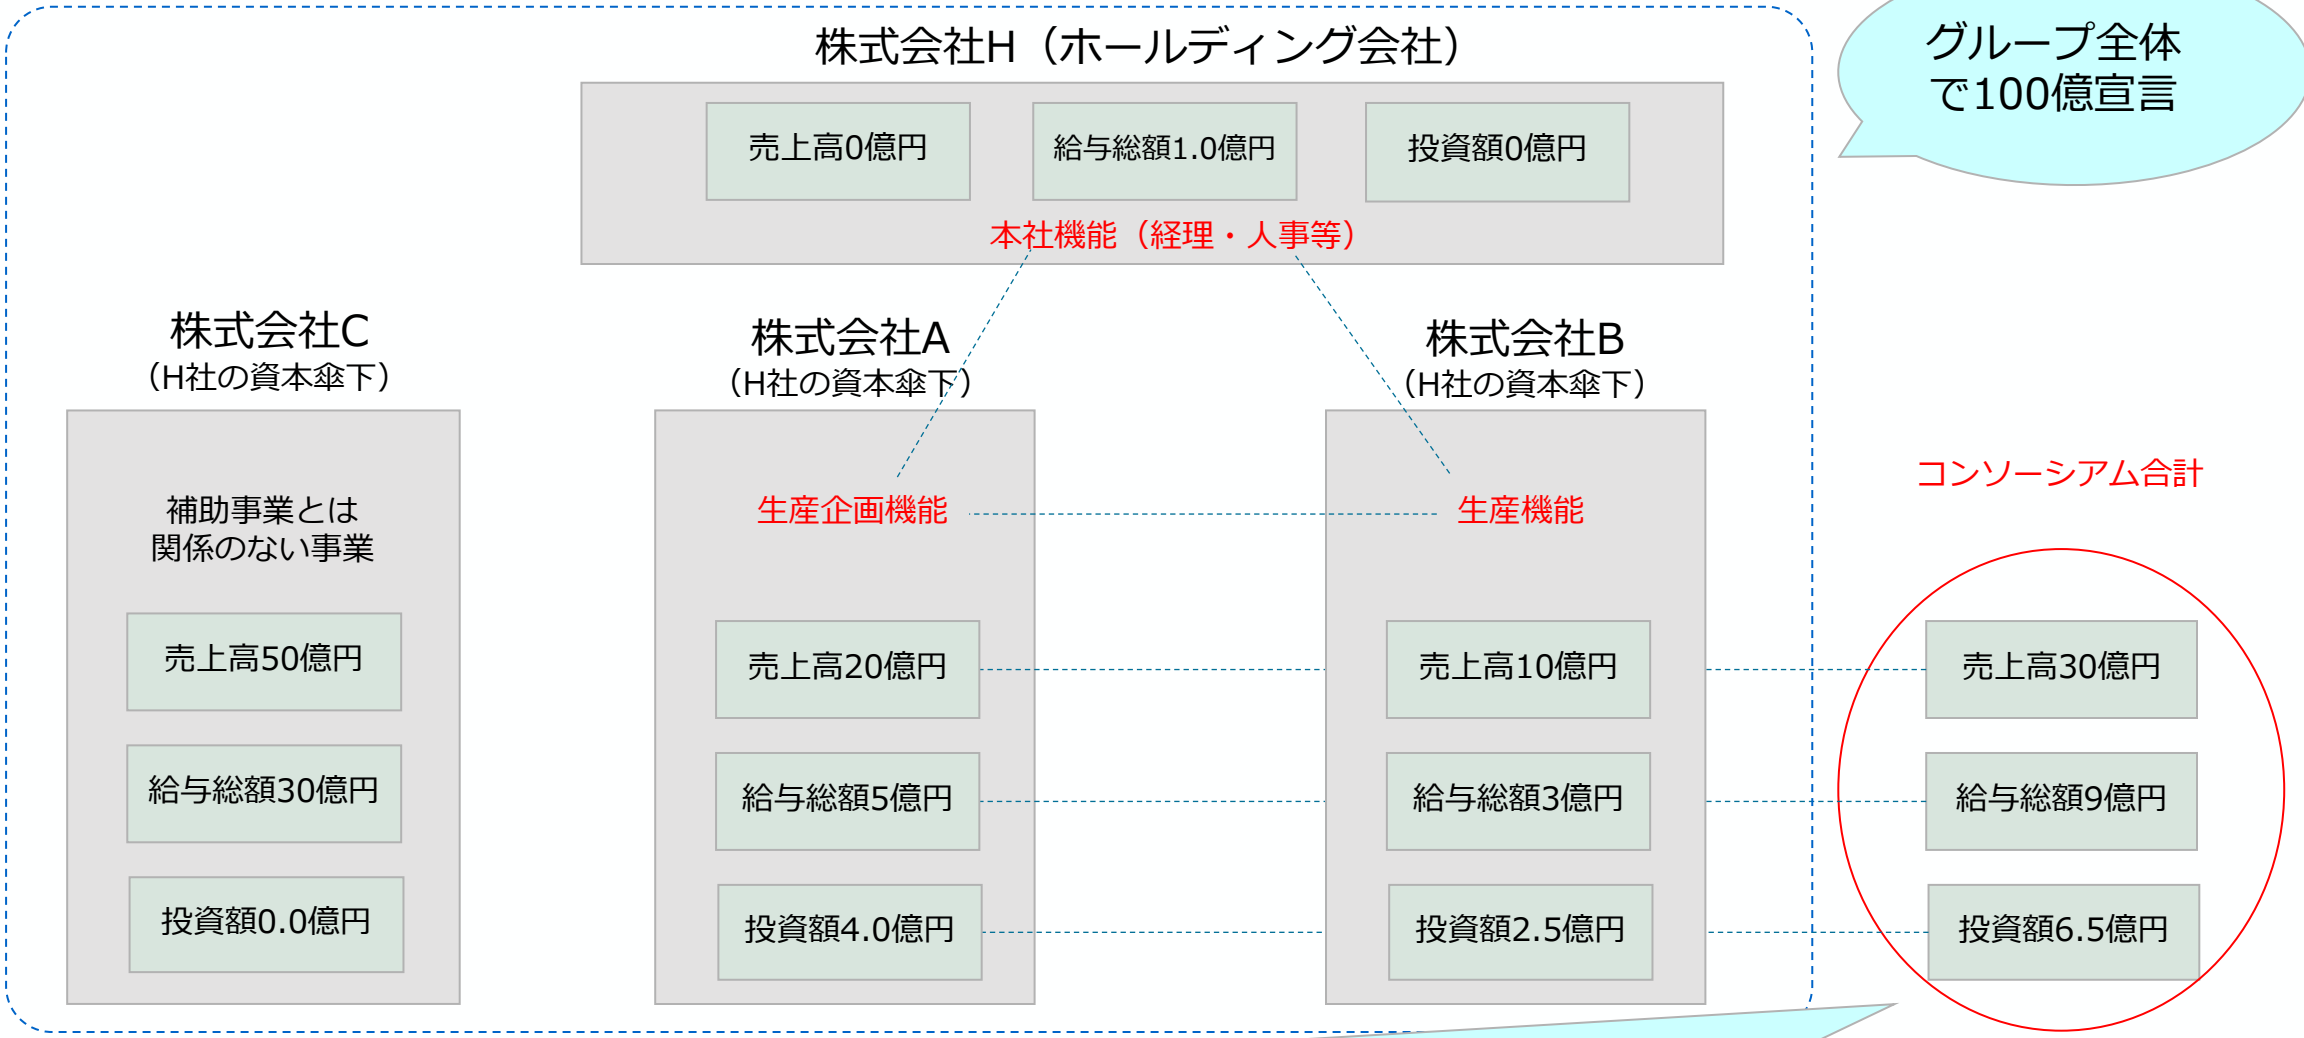 株式会社H（ホールディング会社）
グループ全体
で100億宣言
売上高0億円
給与総額1.0億円
投資額0億円
本社機能（経理・人事等）
株式会社C
（H社の資本傘下）
株式会社A
（H社の資本傘下）
株式会社B
（H社の資本傘下）
コンソーシアム合計
補助事業とは
関係のない事業
生産企画機能
生産機能
売上高50億円
売上高20億円
売上高10億円
売上高30億円
給与総額30億円
給与総額5億円
給与総額3億円
給与総額9億円
投資額0.0億円
投資額4.0億円
投資額2.5億円
投資額6.5億円